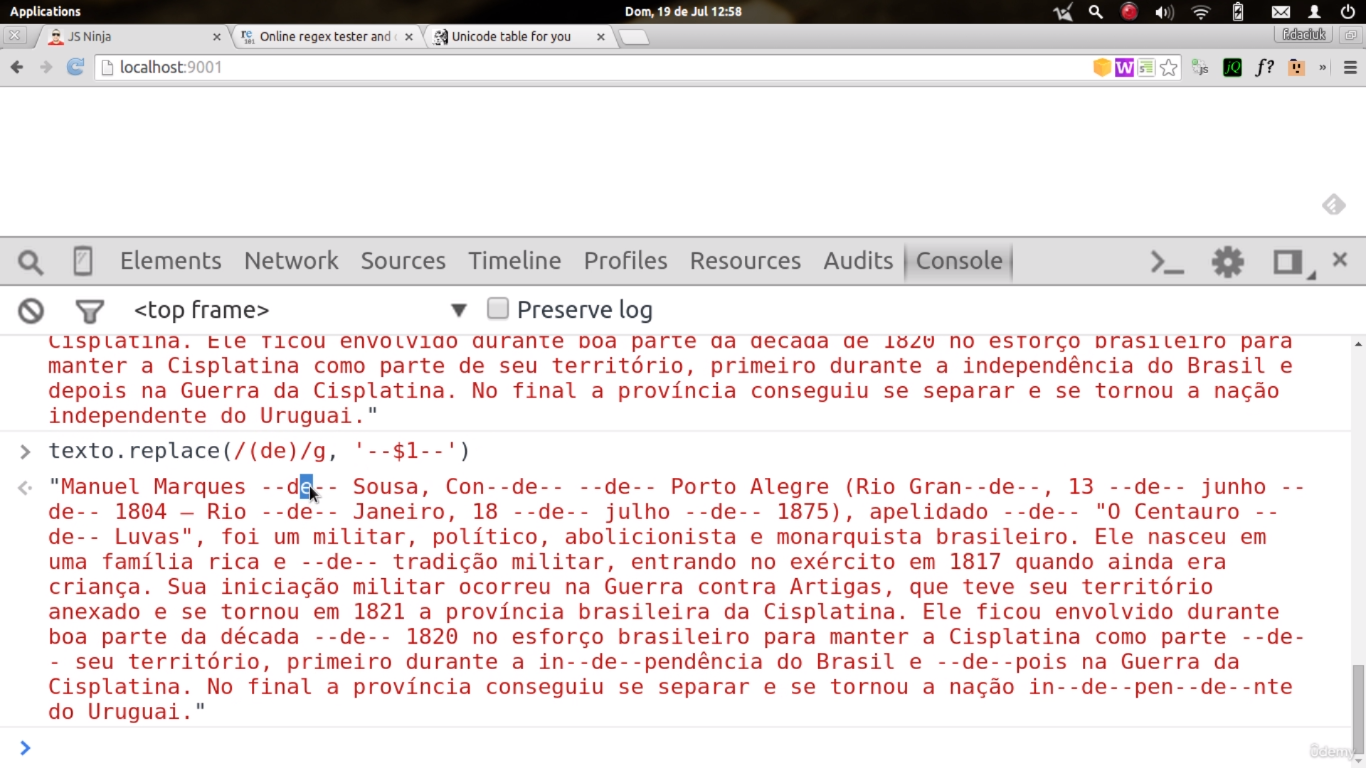 Applications
Dom, 19 de Jul 12:58
JS Ninja
Online regex tester and
Unicode table for you
f.daciuk
localhost:9001
Elements Network Sources Timeline Profiles Resources Audits Console
<top frame>
Preserve log
Cisplatina. Ele ficou envolvido durante boa parte da década de 1820 no esforço brasileiro para
manter a Cisplatina como parte de seu território, primeiro durante a independência do Brasil e
depois na Guerra da Cisplatina. No final a província conseguiu se separar e se tornou a nação
independente do Uruguai."
texto.replace(/(de)/g, '--$1--')
"Manuel Marques --de-- Sousa, Con--de-- --de-- Porto Alegre (Rio Gran--de--, 13 --de-- junho --
de-- 1804 – Rio --de-- Janeiro, 18 --de-- julho --de-- 1875), apelidado --de-- "O Centauro --
de-- Luvas", foi um militar, político, abolicionista e monarquista brasileiro. Ele nasceu em
uma família rica e --de-- tradição militar, entrando no exército em 1817 quando ainda era
criança. Sua iniciação militar ocorreu na Guerra contra Artigas, que teve seu território
anexado e se tornou em 1821 a província brasileira da Cisplatina. Ele ficou envolvido durante
boa parte da década --de-- 1820 no esforço brasileiro para manter a Cisplatina como parte --de-
- seu território, primeiro durante a in--de--pendência do Brasil e --de--pois na Guerra da
Cisplatina. No final a província conseguiu se separar e se tornou a nação in--de--pen--de--nte
do Uruguai."
ûdemy